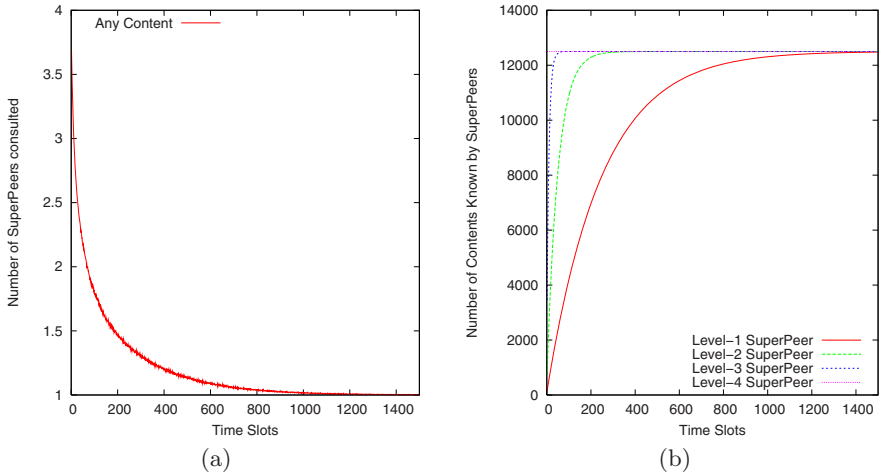 Any Content
4
3.5
3
2.5
2
1.5
1
Number of SuperPeers consulted
0 200 400 600 800 1000 1200 1400
Time Slots
(a)
14000
12000
10000
8000
6000
4000
2000
0
Number of Contents Known by SuperPeers
Level-1 SuperPeer
Level-2 SuperPeer
Level-3 SuperPeer
Level-4 SuperPeer
0 200 400 600 800 1000 1200 1400
Time Slots
(b)